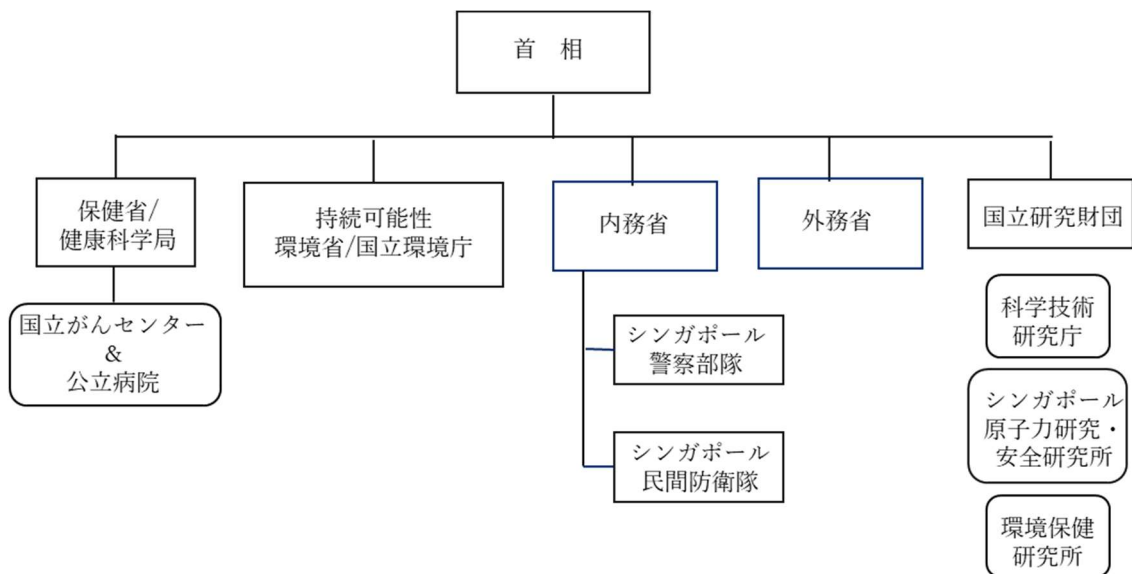 首　相
保健省/
健康科学局
持続可能性
環境省/国立環境庁
内務省
外務省
国立研究財団
国立がんセンター
&
公立病院
シンガポール
警察部隊
シンガポール
民間防衛隊
科学技術
研究庁
シンガポール
原子力研究・
安全研究所
環境保健
研究所